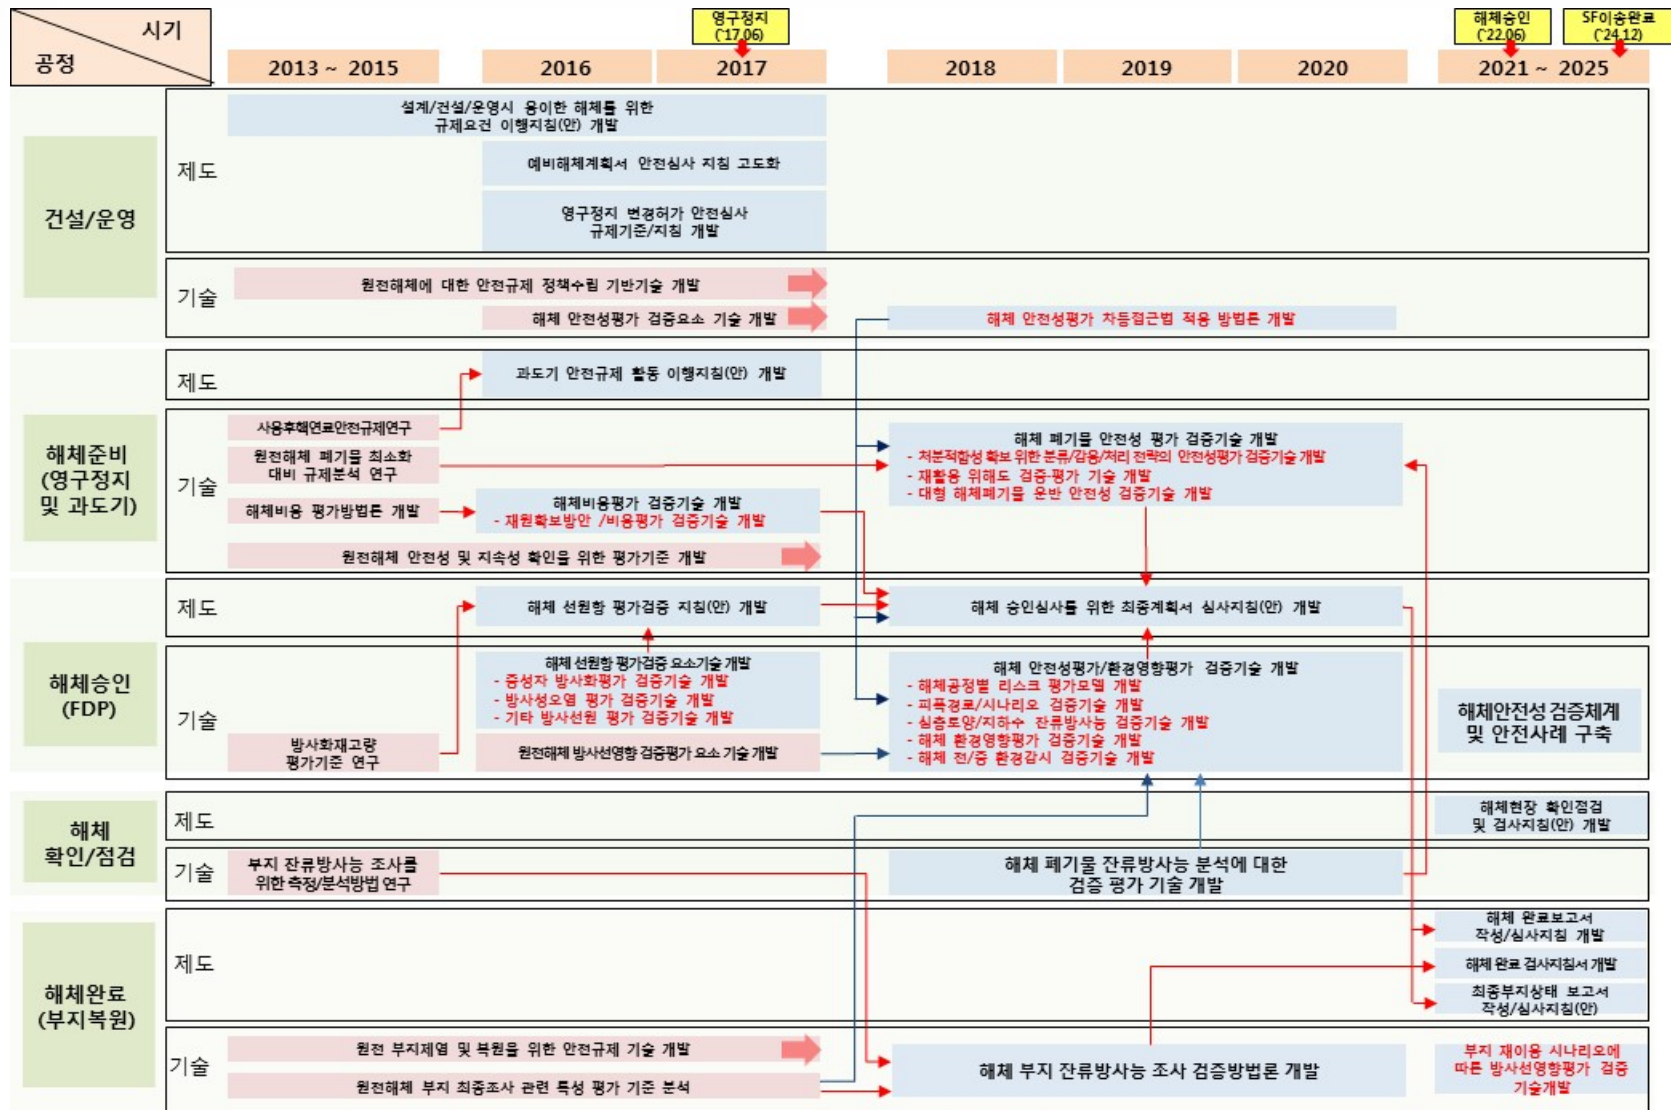 시기
공정
영구정지
('17.06)
해체승인
('22.06)
SF이송완료
('24.12)
2013 ~ 2015
2016
2017
2018
2019
2020
2021 ~ 2025
건설/운영
제도
설계/건설/운영시 용이한 해체를 위한
규제요건 이행지침(안) 개발
예비해체계획서 안전심사 지침 고도화
영구정지 변경허가 안전심사
규제기준/지침 개발
기술
원전해체에 대한 안전규제 정책수립 기반기술 개발
해체 안전성평가 검증요소 기술 개발
해체 안전성평가 차등접근법 적용 방법론 개발
해체준비
(영구정지
및 과도기)
제도
과도기 안전규제 활동 이행지침(안) 개발
기술
사용후핵연료안전규제연구
원전해체 폐기물 최소화
대비 규제분석 연구
해체비용 평가방법론 개발
해체비용평가 검증기술 개발
- 재원확보방안 /비용평가 검증기술 개발
원전해체 안전성 및 지속성 확인을 위한 평가기준 개발
해체 폐기물 안전성 평가 검증기술 개발
- 처분적합성 확보 위한 분류/감용/처리 전략의 안전성평가 검증기술 개발
- 재활용 위해도 검증·평가 기술 개발
- 대형 해체폐기물 운반 안전성 검증기술 개발
해체승인
(FDP)
제도
해체 선원항 평가검증 지침(안) 개발
해체 승인심사를 위한 최종계획서 심사지침(안) 개발
기술
방사화재고량
평가기준 연구
해체 선원항 평가검증 요소기술 개발
- 중성자 방사화평가 검증기술 개발
- 방사성오염 평가 검증기술 개발
- 기타 방사선원 평가 검증기술 개발
원전해체 방사선영향 검증평가 요소 기술 개발
해체 안전성평가/환경영향평가 검증기술 개발
- 해체공정별 리스크 평가모델 개발
- 피폭경로/시나리오 검증기술 개발
- 심층토양/지하수 잔류방사능 검증기술 개발
- 해체 환경영향평가 검증기술 개발
- 해체 전/중 환경감시 검증기술 개발
해체안전성 검증체계
및 안전사례 구축
해체
확인/점검
제도
해체현장 확인점검
및 검사지침(안) 개발
기술
부지 잔류방사능 조사를
위한 측정/분석방법 연구
해체 폐기물 잔류방사능 분석에 대한
검증 평가 기술 개발
해체완료
(부지복원)
제도
해체 완료보고서
작성/심사지침 개발
해체 완료 검사지침서 개발
최종부지상태 보고서
작성/심사지침(안)
기술
원전 부지제염 및 복원을 위한 안전규제 기술 개발
원전해체 부지 최종조사 관련 특성 평가 기준 분석
해체 부지 잔류방사능 조사 검증방법론 개발
부지 재이용 시나리오에
따른 방사선영향평가 검증
기술개발